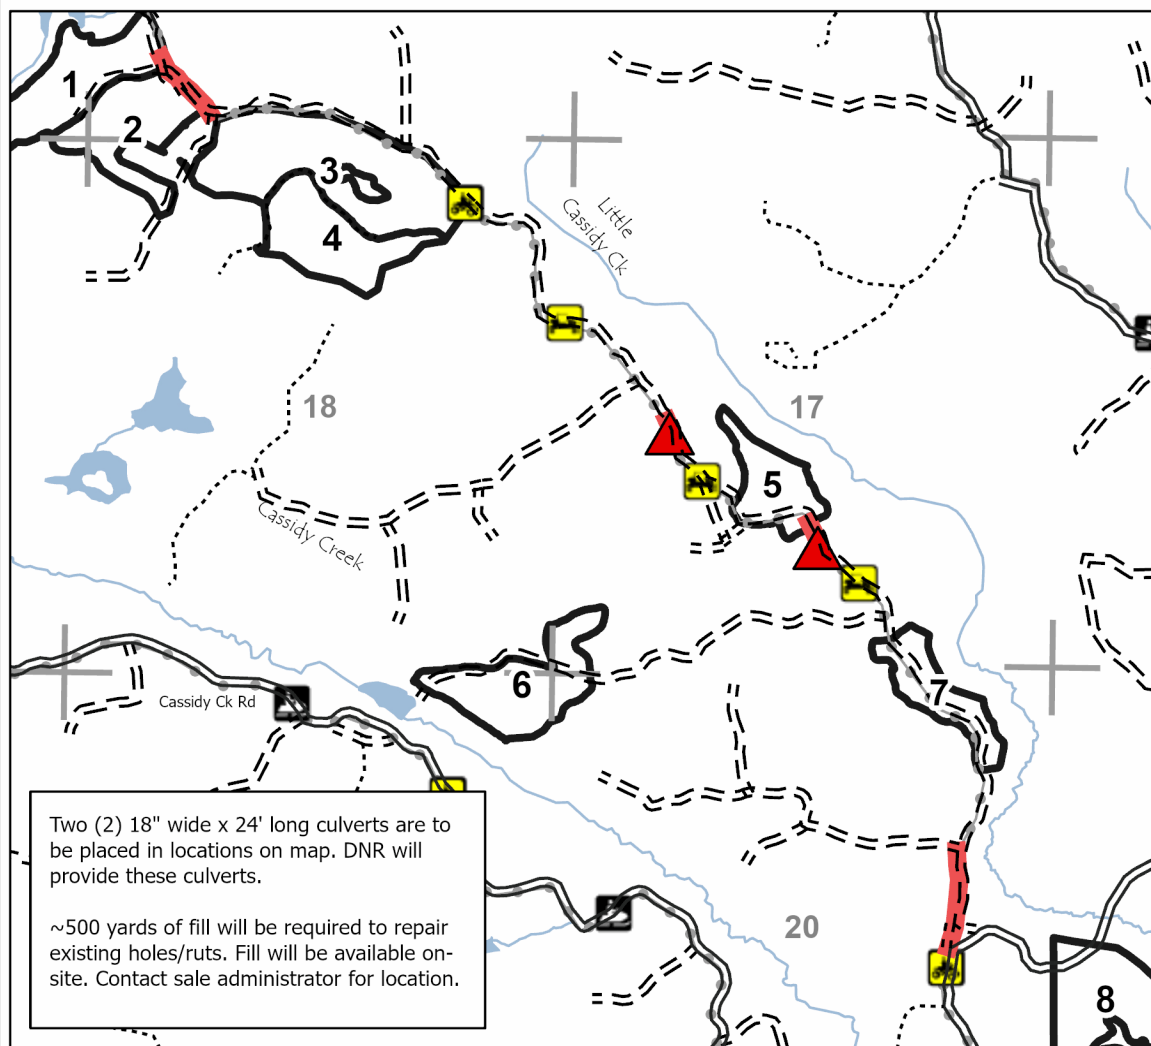 1
2
3
4
Little
Cassidy Ck
18
17
5
Cassidy Creek
6
7
Cassidy Ck Rd
Two (2) 18" wide x 24' long culverts are to
be placed in locations on map. DNR will
provide these culverts.
~500 yards of fill will be required to repair
existing holes/ruts. Fill will be available on-
site. Contact sale administrator for location.
20
8